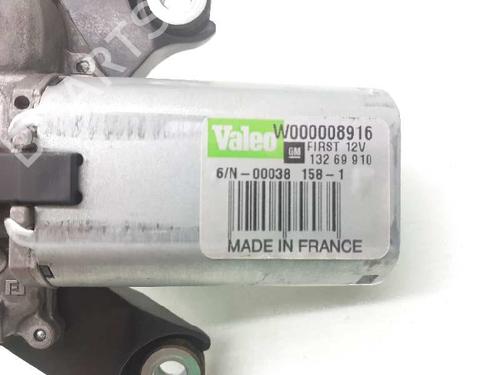 Valeo W000008916
GM FIRST 12V
132 69 910
6/N-00038 158-1
MADE IN FRANCE